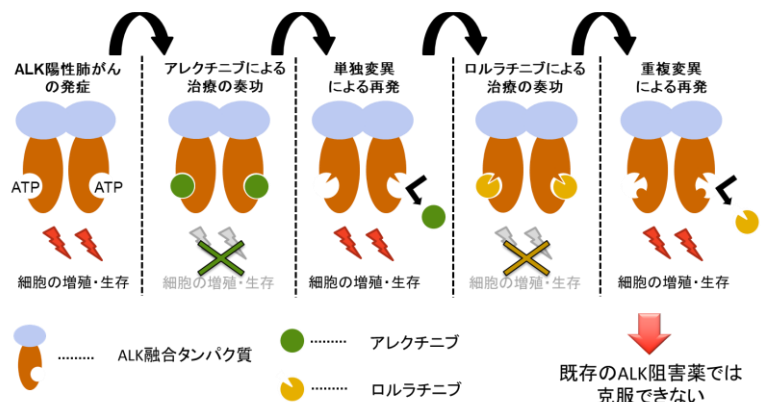 ALK陽性肺がん
の発症
アレクチニブによる
治療の奏功
単独変異
による再発
ロルラチニブによる
治療の奏功
重複変異
による再発
ATP
ATP
細胞の増殖・生存
細胞の増殖・生存
細胞の増殖・生存
細胞の増殖・生存
細胞の増殖・生存
ALK融合タンパク質
アレクチニブ
ロルラチニブ
既存のALK阻害薬では
克服できない